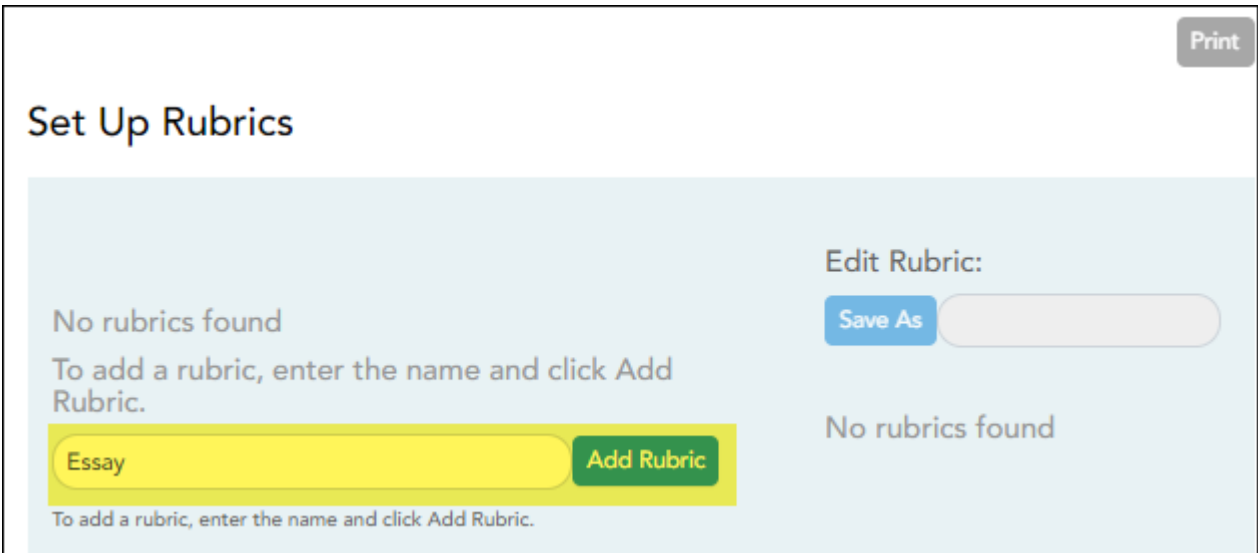 Print
Set Up Rubrics
No rubrics found
To add a rubric, enter the name and click Add
Rubric.
Essay
Add Rubric
To add a rubric, enter the name and click Add Rubric.
Edit Rubric:
Save As
No rubrics found